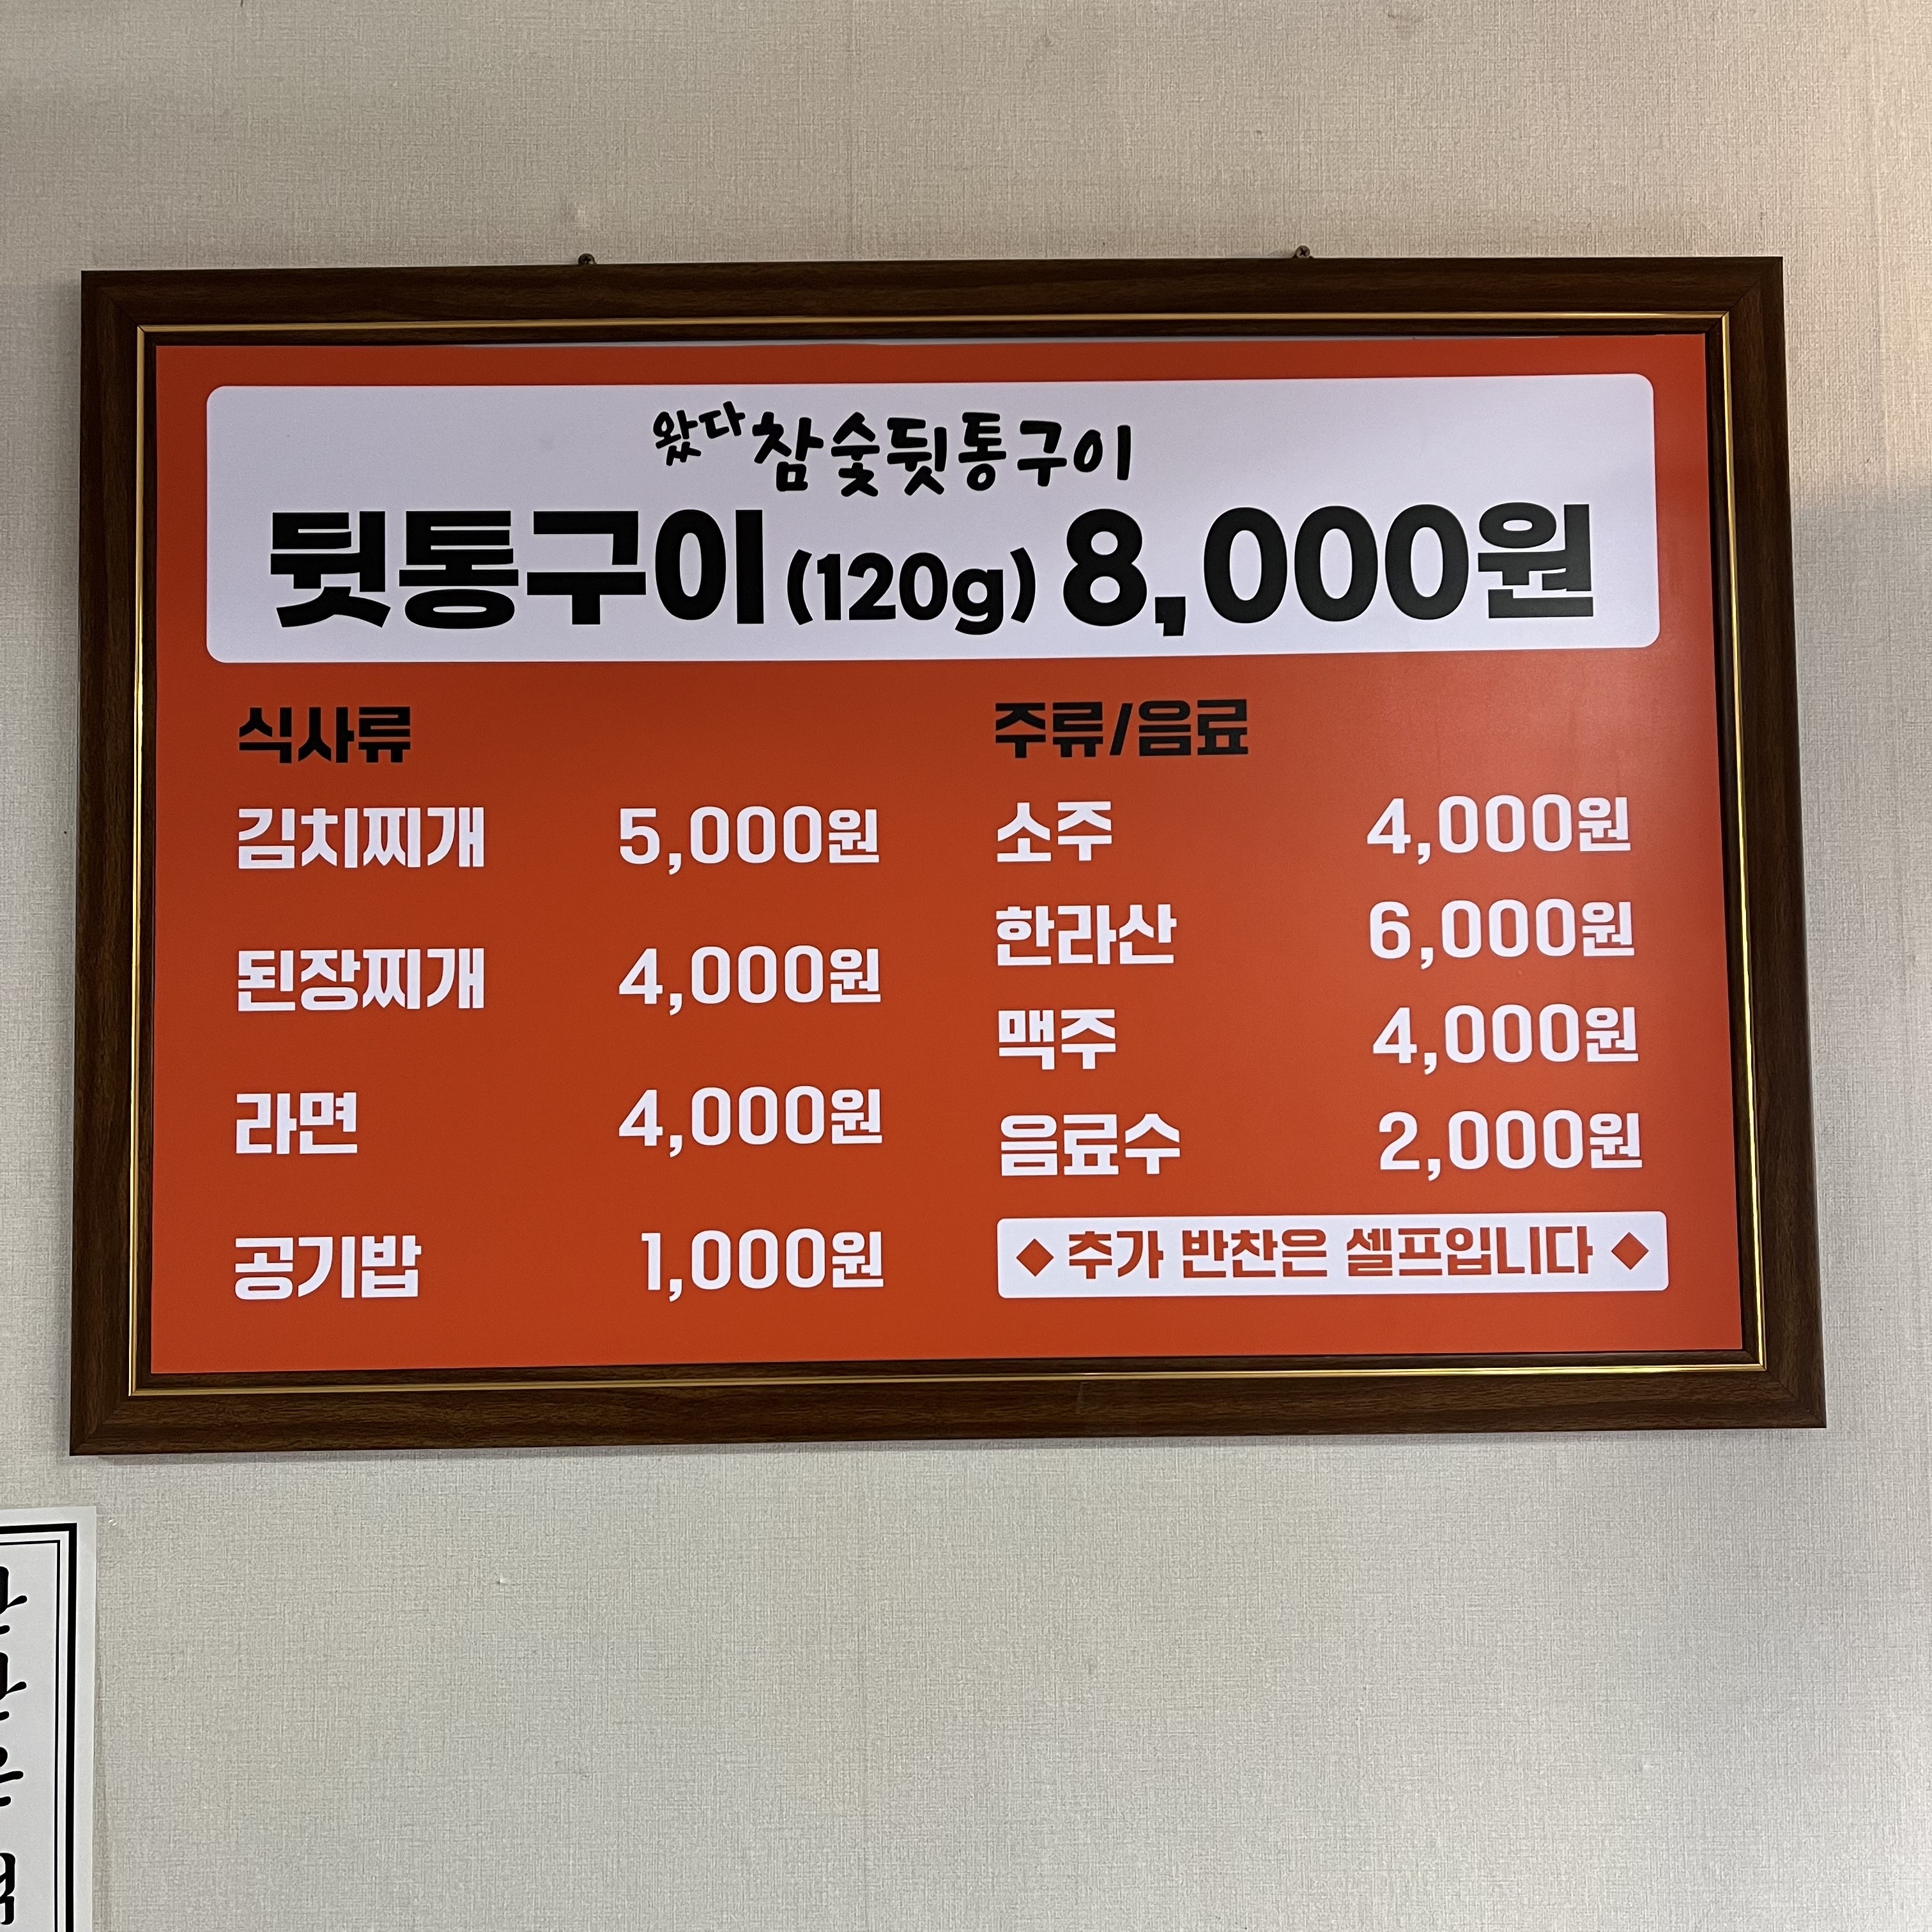 왔다 참숯뒷통구이
뒷통구이 (120g) 8,000원
식사류
김치찌개 5,000원
된장찌개 4,000원
라면 4,000원
공기밥 1,000원
주류/음료
소주 4,000원
한라산 6,000원
맥주 4,000원
음료수 2,000원
◆ 추가 반찬은 셀프입니다 ◆